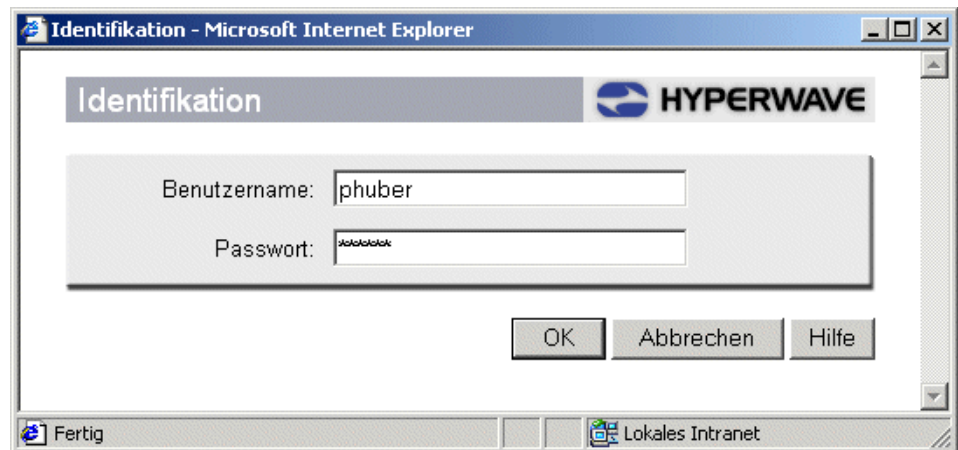 Identifikation - Microsoft Internet Explorer
Identifikation HYPERWAVE
Benutzername: phuber
Passwort: *******
OK Abbrechen Hilfe
Fertig Lokales Intranet